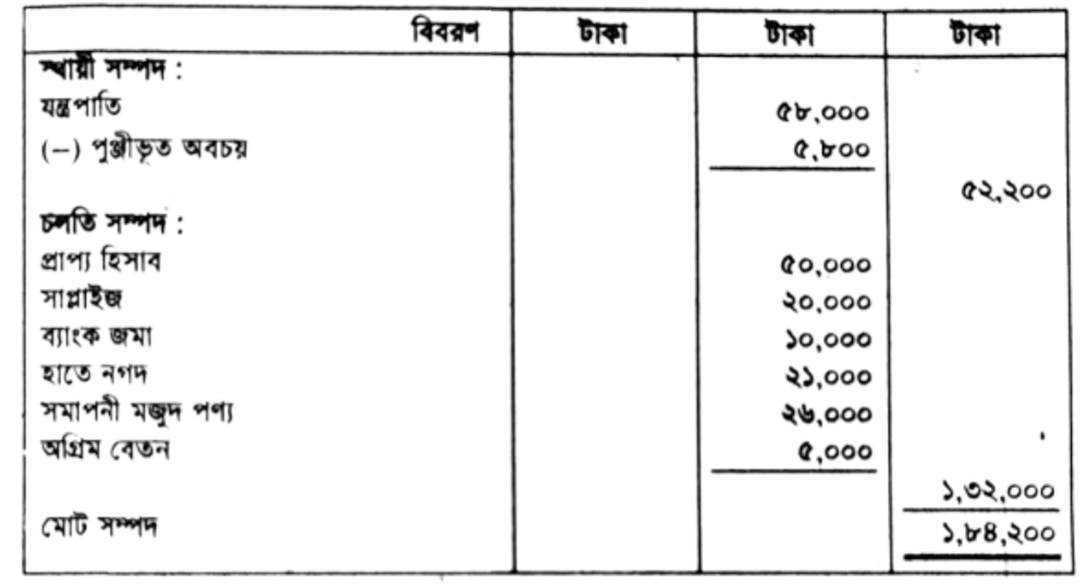 বিবরণ টাকা টাকা টাকা
স্থায়ী সম্পদ :
যন্ত্রপাতি ৫৮,০০০
(−) পুঞ্জীভূত অবচয় ৫,৮০০
৫২,২০০
চলতি সম্পদ :
প্রাপ্য হিসাব ৫০,০০০
সাপ্লাইজ ২০,০০০
ব্যাংক জমা ১০,০০০
হাতে নগদ ২১,০০০
সমাপনী মজুদ পণ্য ২৬,০০০
অগ্রিম বেতন ৫,০০০
১,৩২,০০০
মোট সম্পদ ১,৮৪,২০০